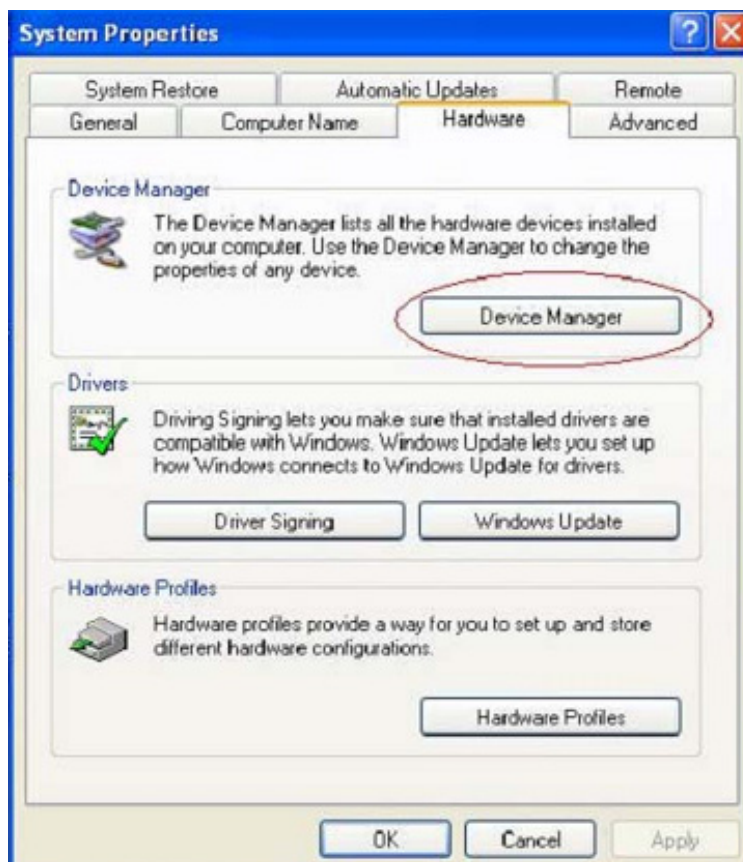 System Properties
System Restore Automatic Updates Remote
General Computer Name Hardware Advanced
Device Manager
The Device Manager lists all the hardware devices installed
on your computer. Use the Device Manager to change the
properties of any device.
Device Manager
Drivers
Driving Signing lets you make sure that installed drivers are
compatible with Windows. Windows Update lets you set up
how Windows connects to Windows Update for drivers.
Driver Signing Windows Update
Hardware Profiles
Hardware profiles provide a way for you to set up and store
different hardware configurations.
Hardware Profiles
OK Cancel Apply